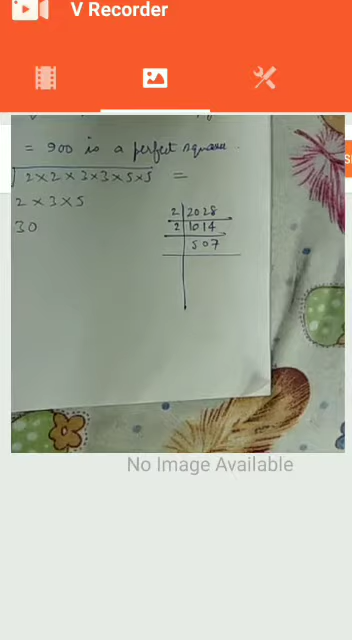 V Recorder
= 900 is a perfect square.
2×2×3×3×5×5 =
2×3×5
30
2 | 2028
2 | 1014
507
No Image Available